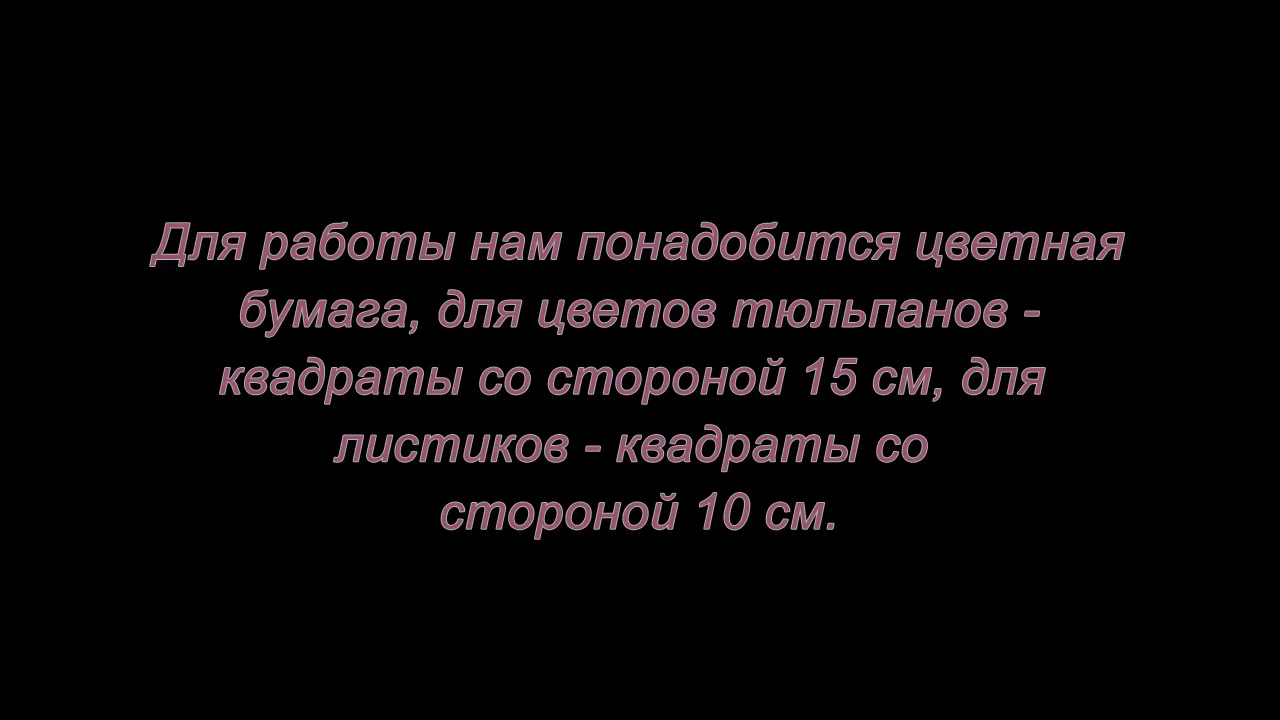 Для работы нам понадобится цветная
бумага, для цветов тюльпанов -
квадраты со стороной 15 см, для
листиков - квадраты со
стороной 10 см.